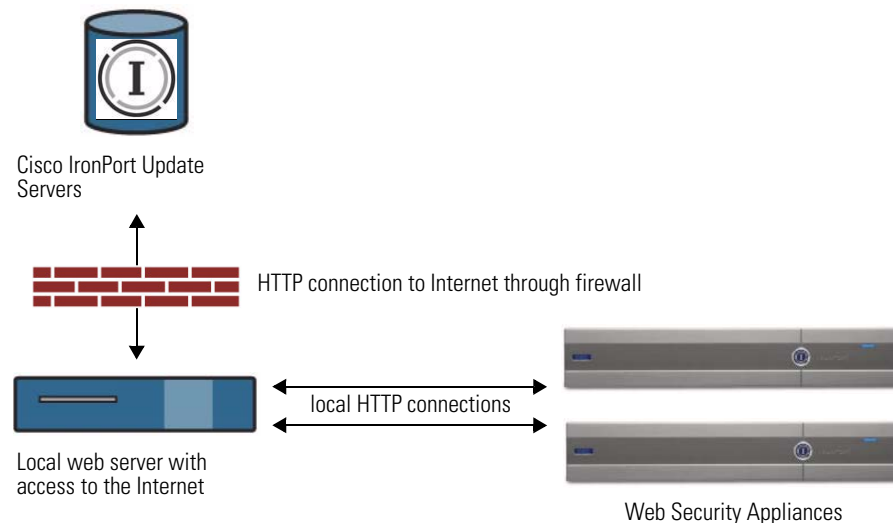 I
Cisco IronPort Update
Servers
HTTP connection to Internet through firewall
local HTTP connections
Local web server with
access to the Internet
Web Security Appliances